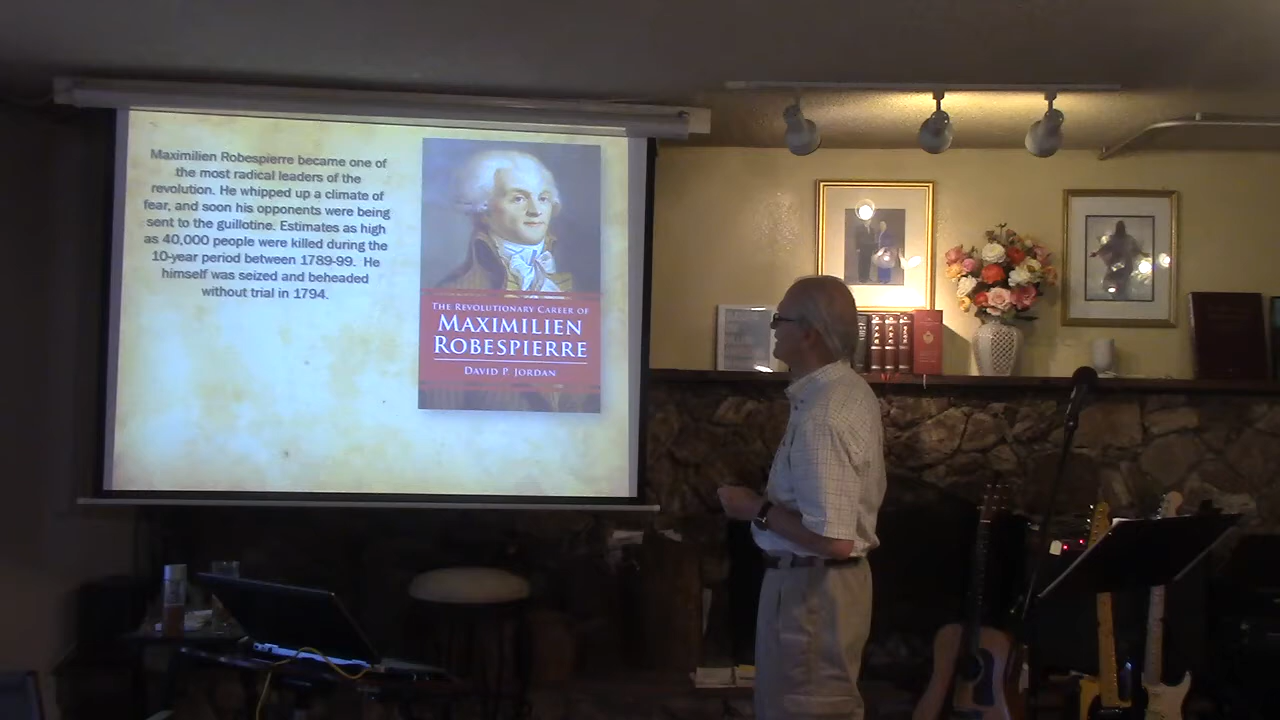 Maximilien Robespierre became one of
the most radical leaders of the
revolution. He whipped up a climate of
fear, and soon his opponents were being
sent to the guillotine. Estimates as high
as 40,000 people were killed during the
10-year period between 1789-99. He
himself was seized and beheaded
without trial in 1794.
THE REVOLUTIONARY CAREER OF
MAXIMILIEN
ROBESPIERRE
DAVID P. JORDAN